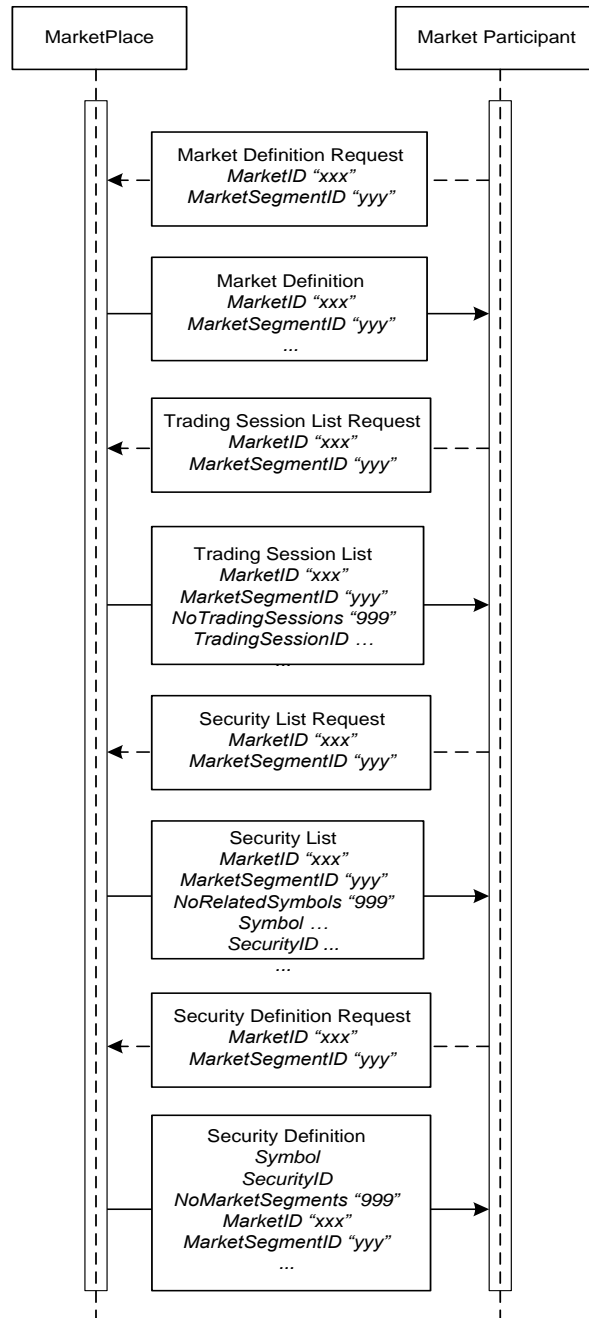 MarketPlace
Market Participant
Market Definition Request
MarketID “xxx”
MarketSegmentID “yyy”
Market Definition
MarketID “xxx”
MarketSegmentID “yyy”
...
Trading Session List Request
MarketID “xxx”
MarketSegmentID “yyy”
Trading Session List
MarketID “xxx”
MarketSegmentID “yyy”
NoTradingSessions “999”
TradingSessionID …
...
Security List Request
MarketID “xxx”
MarketSegmentID “yyy”
Security List
MarketID “xxx”
MarketSegmentID “yyy”
NoRelatedSymbols “999”
Symbol …
SecurityID ...
...
Security Definition Request
MarketID “xxx”
MarketSegmentID “yyy”
Security Definition
Symbol
SecurityID
NoMarketSegments “999”
MarketID “xxx”
MarketSegmentID “yyy”
...